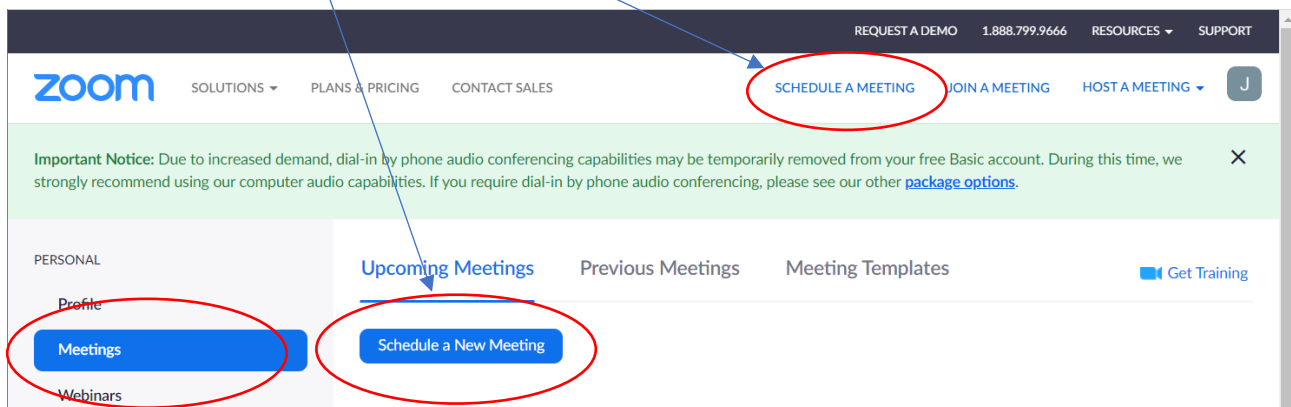 REQUEST A DEMO 1.888.799.9666 RESOURCES SUPPORT
zoom SOLUTIONS PLANS & PRICING CONTACT SALES SCHEDULE A MEETING JOIN A MEETING HOST A MEETING J
Important Notice: Due to increased demand, dial-in by phone audio conferencing capabilities may be temporarily removed from your free Basic account. During this time, we
strongly recommend using our computer audio capabilities. If you require dial-in by phone audio conferencing, please see our other package options.
PERSONAL
Profile
Meetings
Webinars
Upcoming Meetings Previous Meetings Meeting Templates Get Training
Schedule a New Meeting